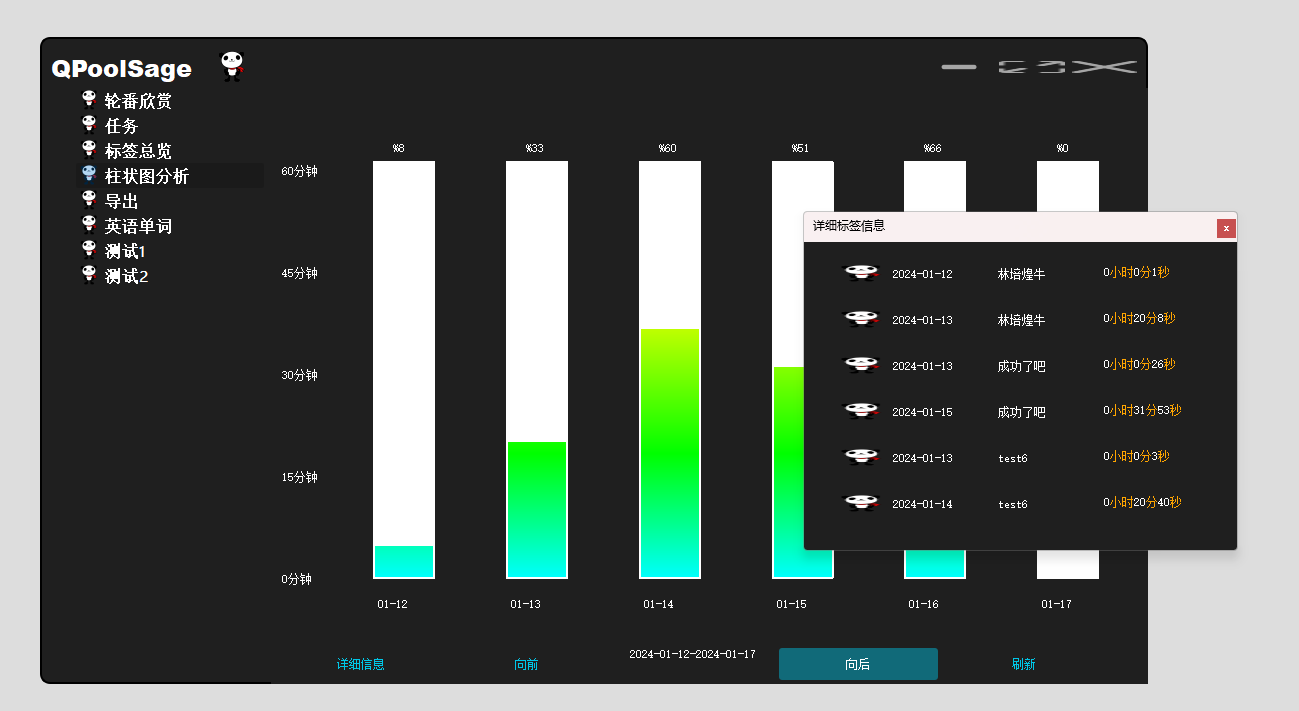 QPoolSage
轮番欣赏
任务
标签总览
柱状图分析
导出
英语单词
测试1
测试2
%8 %33 %60 %51 %66 %0
60分钟
45分钟
30分钟
15分钟
0分钟
01-12 01-13 01-14 01-15 01-16 01-17
详细信息 向前 2024-01-12-2024-01-17 向后 刷新
详细标签信息 x
2024-01-12 林培煌牛 0小时0分1秒
2024-01-13 林培煌牛 0小时20分8秒
2024-01-13 成功了吧 0小时0分26秒
2024-01-15 成功了吧 0小时31分53秒
2024-01-13 test6 0小时0分3秒
2024-01-14 test6 0小时20分40秒